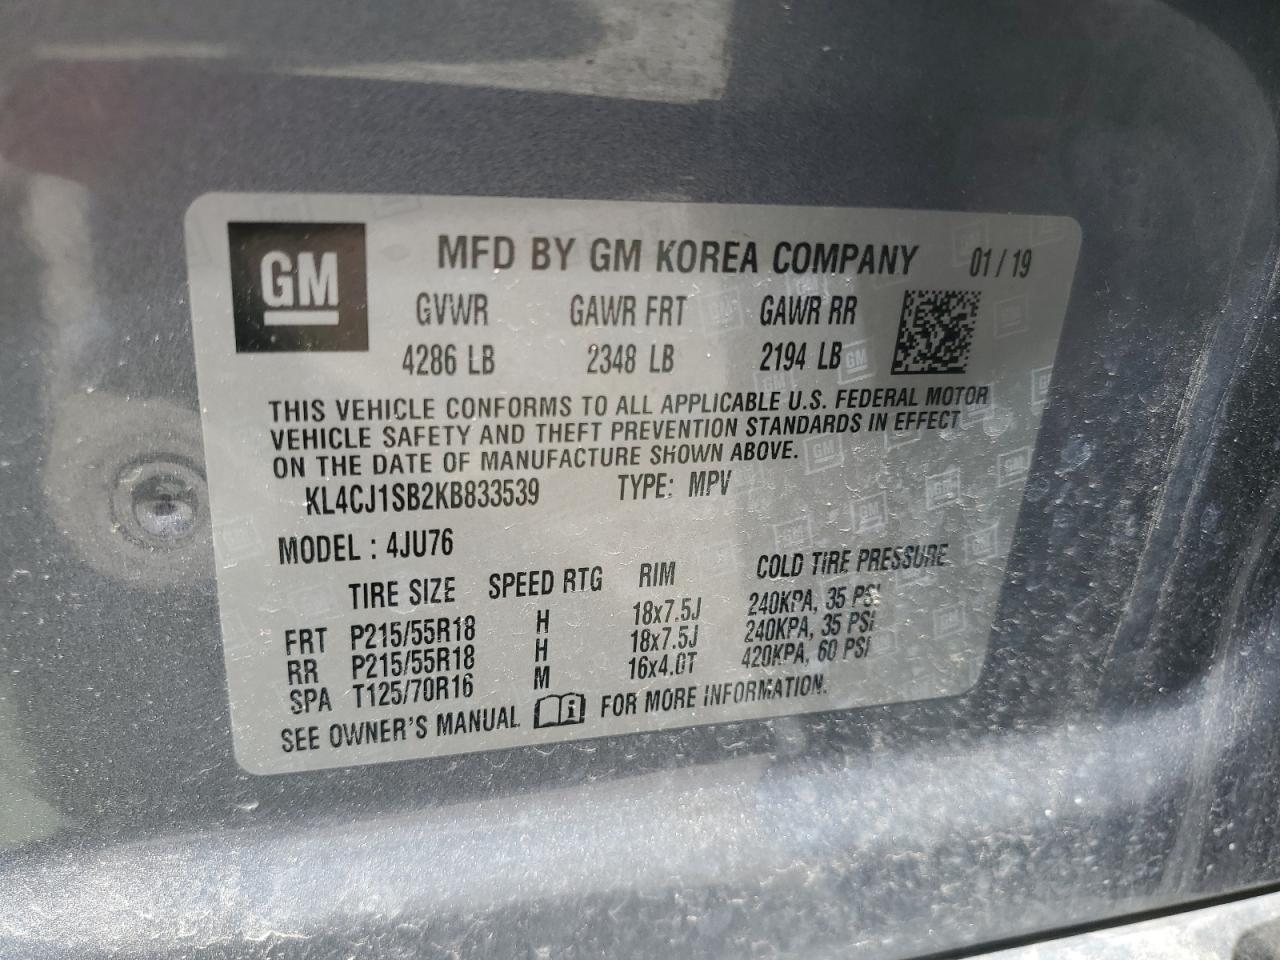 GM
MFD BY GM KOREA COMPANY 01 / 19
GVWR GAWR FRT GAWR RR
4286 LB 2348 LB 2194 LB
THIS VEHICLE CONFORMS TO ALL APPLICABLE U.S. FEDERAL MOTOR
VEHICLE SAFETY AND THEFT PREVENTION STANDARDS IN EFFECT
ON THE DATE OF MANUFACTURE SHOWN ABOVE.
KL4CJ1SB2KB833539 TYPE: MPV
MODEL : 4JU76
TIRE SIZE SPEED RTG RIM COLD TIRE PRESSURE
FRT P215/55R18 H 18x7.5J 240KPA, 35 PSI
RR P215/55R18 H 18x7.5J 240KPA, 35 PSI
SPA T125/70R16 M 16x4.0T 420KPA, 60 PSI
SEE OWNER'S MANUAL i FOR MORE INFORMATION.